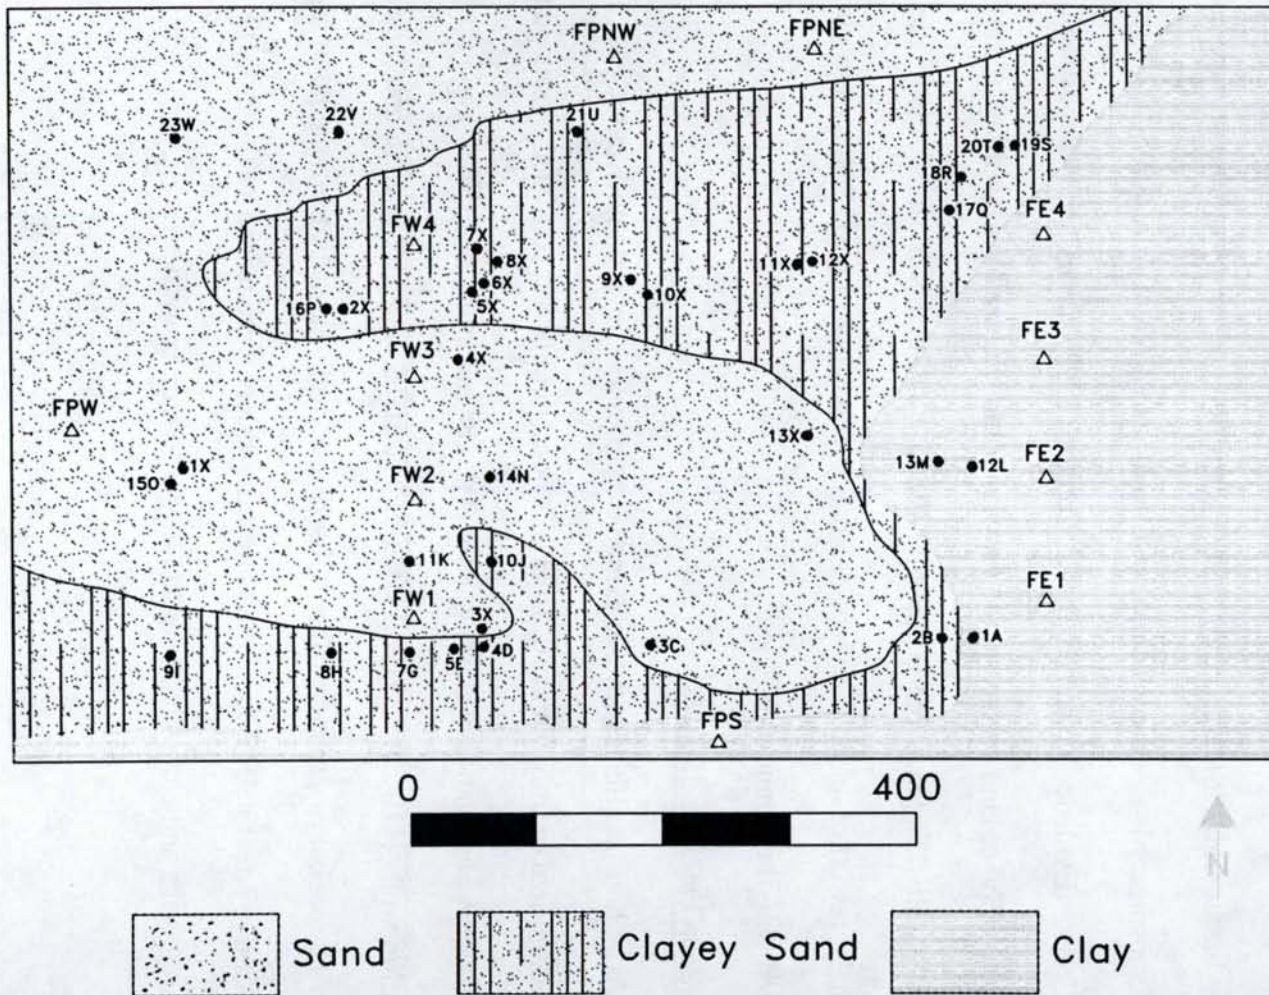 FPNW
FPNE
23W
22V
21U
20T
19S
18R
17Q
FE4
FW4
7X
8X
6X
5X
9X
10X
11X
12X
16P
2X
FW3
4X
FE3
FPW
13X
1X
15O
FW2
14N
13M
12L
FE2
11K
10J
FE1
FW1
3X
9I
8H
7G
5E
4D
3C
2B
1A
FPS
0
400
N
Sand
Clayey Sand
Clay